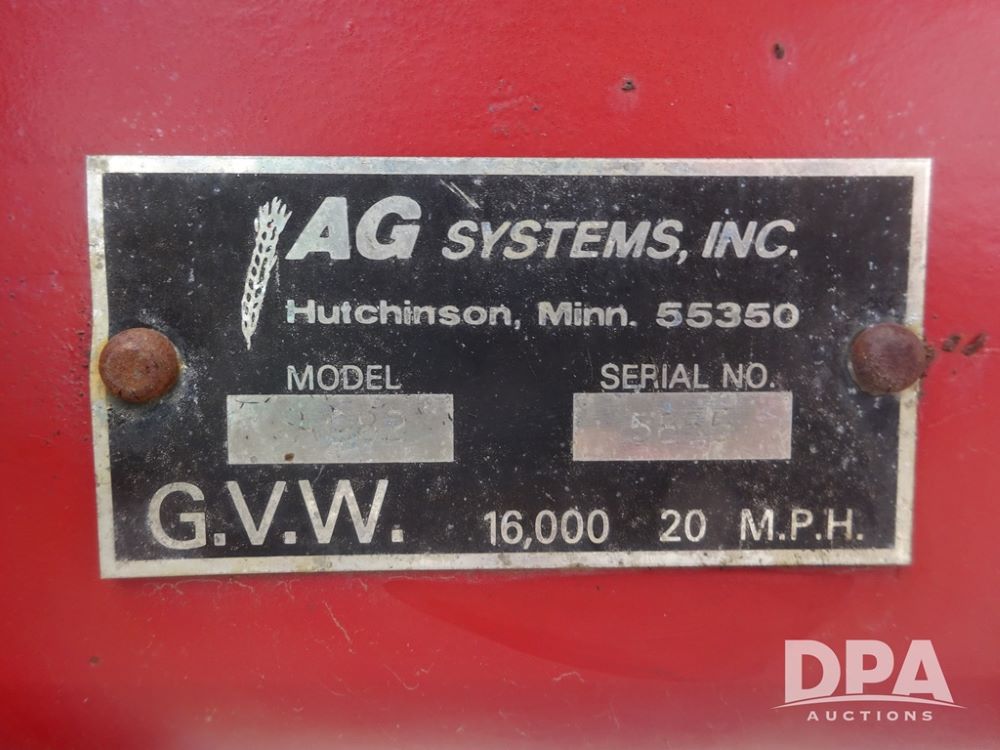 AG SYSTEMS, INC.
Hutchinson, Minn. 55350
MODEL SERIAL NO.
G.V.W. 16,000 20 M.P.H.
DPA
AUCTIONS